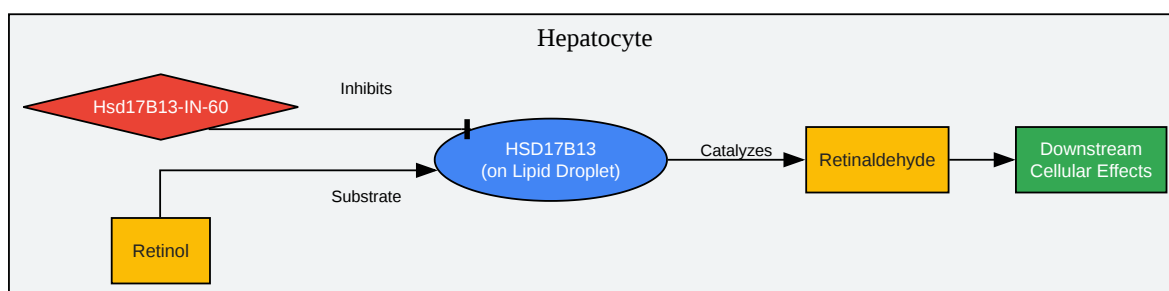 Hepatocyte
Hsd17B13-IN-60
Inhibits
HSD17B13
(on Lipid Droplet)
Catalyzes
Retinaldehyde
Downstream
Cellular Effects
Substrate
Retinol